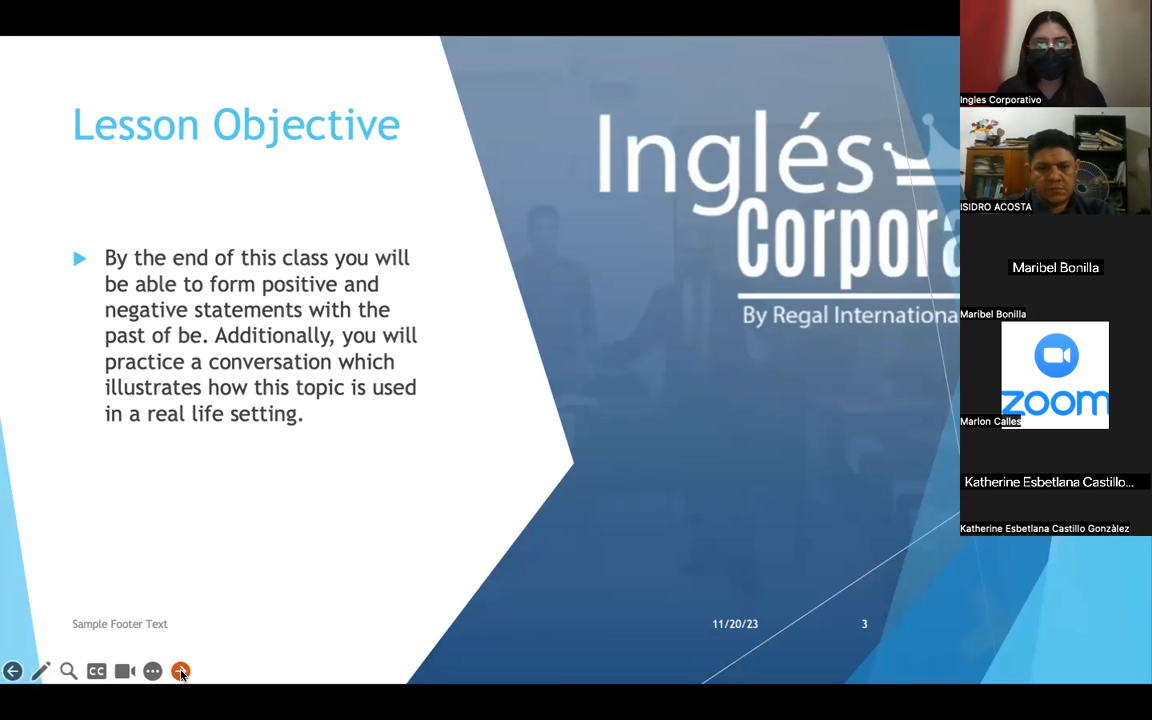 Lesson Objective
By the end of this class you will
be able to form positive and
negative statements with the
past of be. Additionally, you will
practice a conversation which
illustrates how this topic is used
in a real life setting.
Inglés
Corpora
By Regal Internationa
Sample Footer Text
11/20/23
3
CC
Ingles Corporativo
ISIDRO ACOSTA
Maribel Bonilla
Maribel Bonilla
zoom
Marlon Calles
Katherine Esbetlana Castillo...
Katherine Esbetlana Castillo Gonzàlez